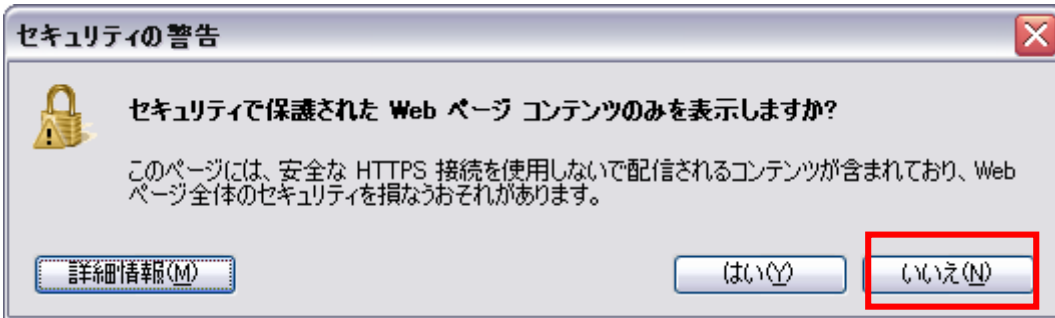 セキュリティの警告
セキュリティで保護された Web ページ コンテンツのみを表示しますか?
このページには、安全な HTTPS 接続を使用しないで配信されるコンテンツが含まれており、Web
ページ全体のセキュリティを損なうおそれがあります。
詳細情報(M) はい(Y) いいえ(N)